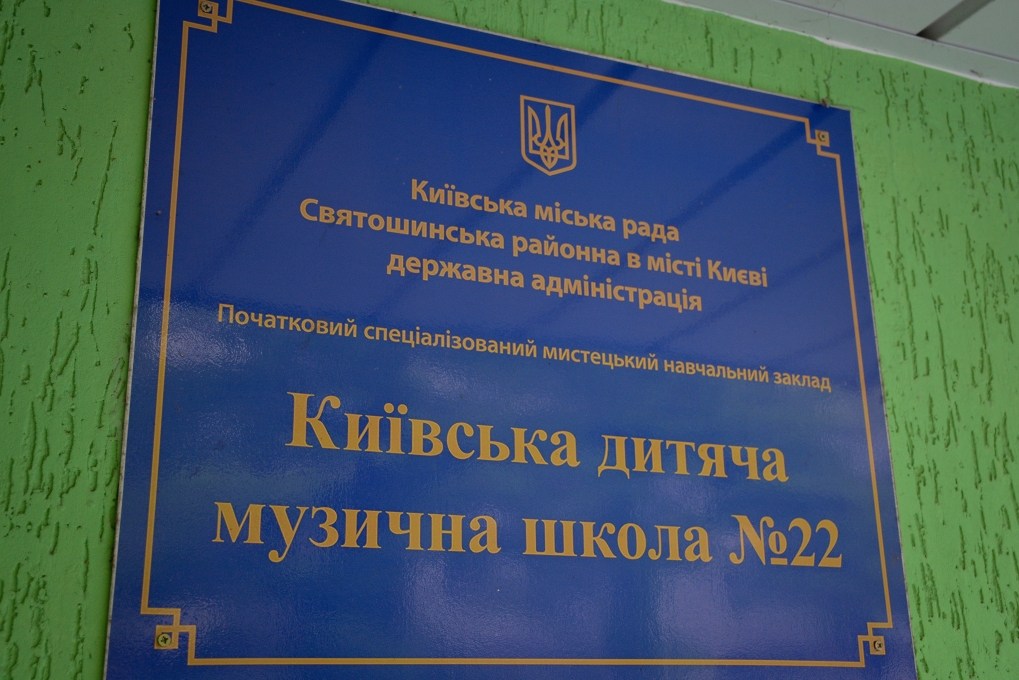 Київська міська рада
Святошинська районна в місті Києві
державна адміністрація
Початковий спеціалізований мистецький навчальний заклад
Київська дитяча
музична школа №22